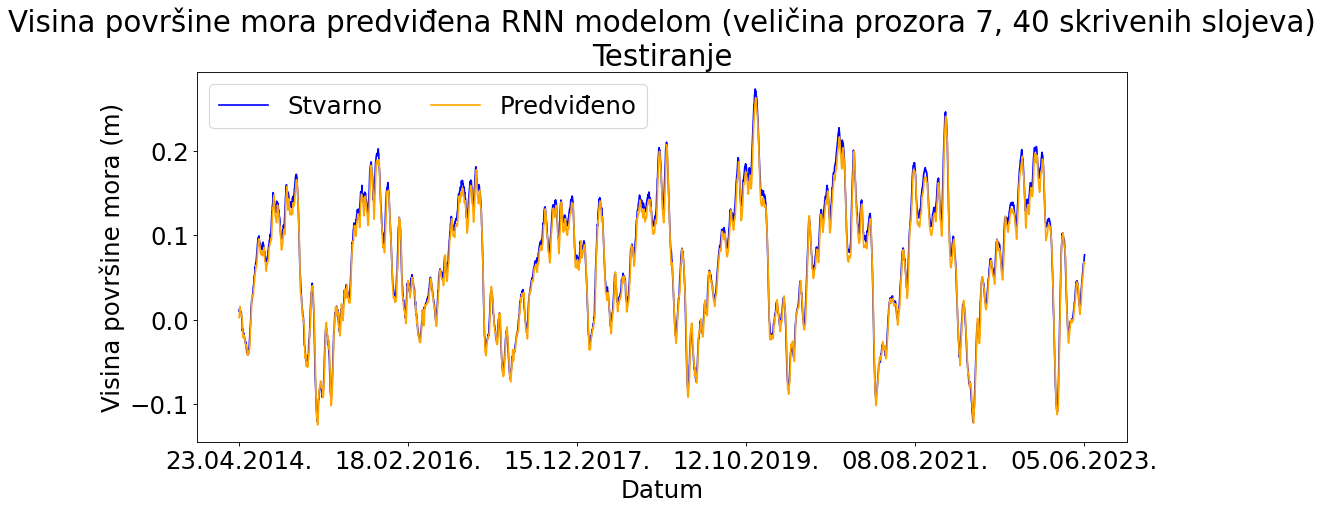 Visina površine mora predviđena RNN modelom (veličina prozora 7, 40 skrivenih slojeva)
Testiranje
Stvarno
Predviđeno
Visina površine mora (m)
0.2
0.1
0.0
−0.1
23.04.2014.
18.02.2016.
15.12.2017.
12.10.2019.
08.08.2021.
05.06.2023.
Datum